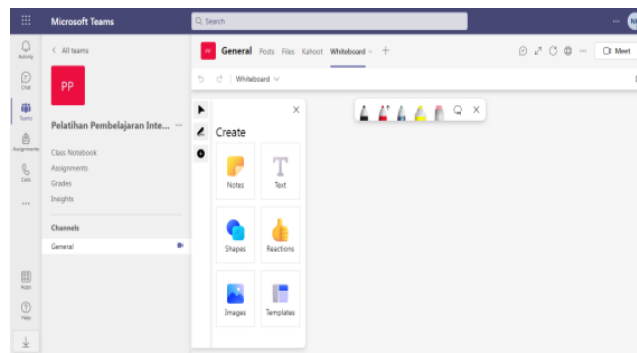 Microsoft Teams
Search
Activity
Chat
Teams
Assignments
Calls
Apps
Help
All teams
PP
Pelatihan Pembelajaran Inte...
Class Notebook
Assignments
Grades
Insights
Channels
General
PP General Posts Files Kahoot Whiteboard
Meet
Whiteboard
Create
Notes Text
Shapes Reactions
Images Templates